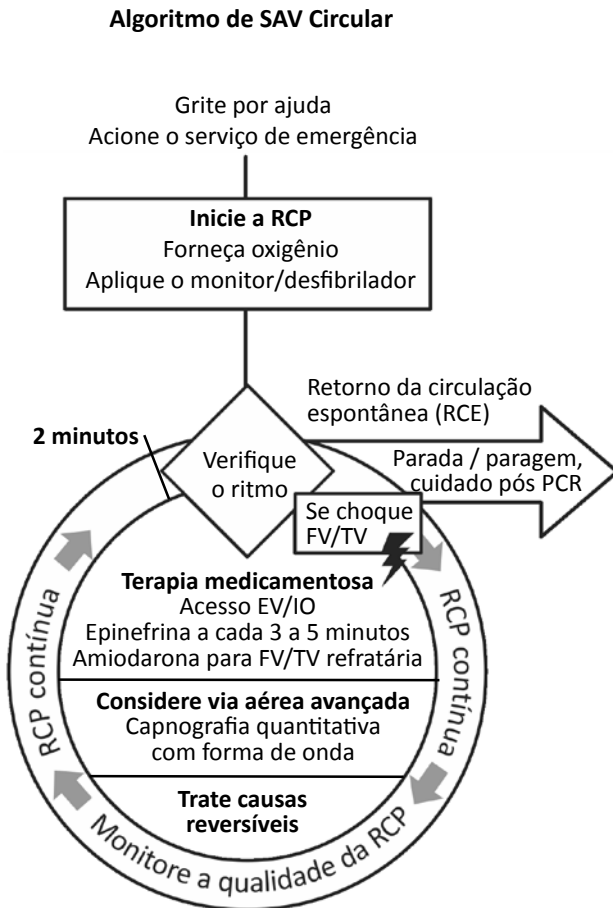 Algoritmo de SAV Circular
Grite por ajuda
Acione o serviço de emergência
Inicie a RCP
Forneça oxigênio
Aplique o monitor/desfibrilador
Retorno da circulação
espontânea (RCE)
2 minutos
Verifique
o ritmo
Parada / paragem,
cuidado pós PCR
Se choque
FV/TV
Terapia medicamentosa
Acesso EV/IO
Epinefrina a cada 3 a 5 minutos
Amiodarona para FV/TV refratária
Considere via aérea avançada
Capnografia quantitativa
com forma de onda
Trate causas
reversíveis
RCP contínua
RCP contínua
Monitore a qualidade da RCP